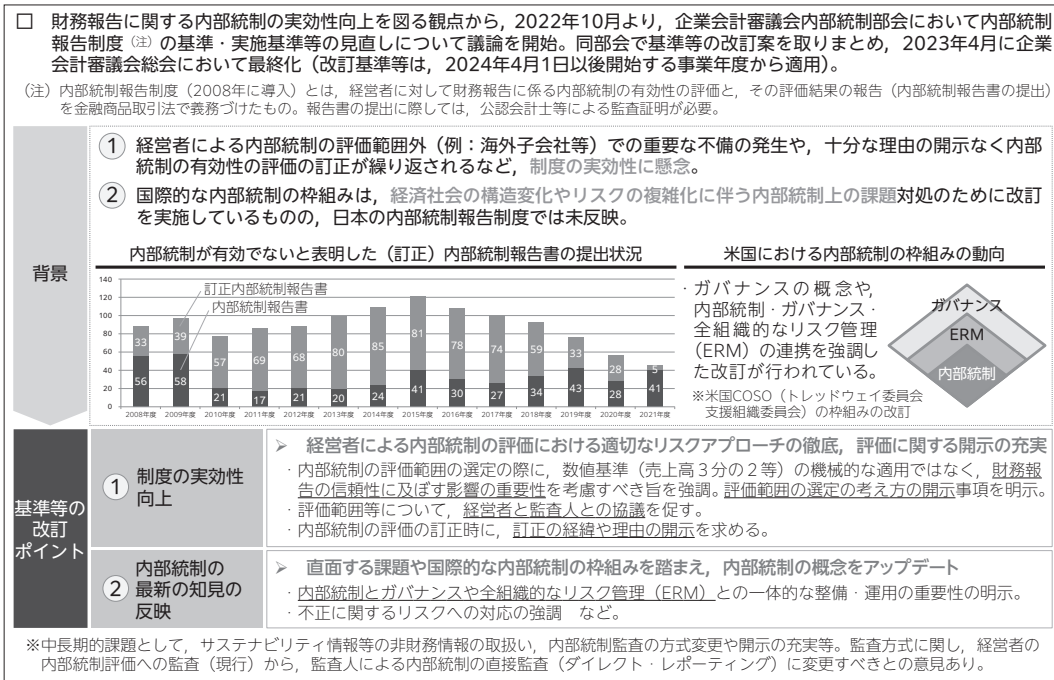 □ 財務報告に関する内部統制の実効性向上を図る観点から，2022年10月より，企業会計審議会内部統制部会において内部統制
報告制度（注）の基準・実施基準等の見直しについて議論を開始。同部会で基準等の改訂案を取りまとめ，2023年4月に企業
会計審議会総会において最終化（改訂基準等は，2024年4月1日以後開始する事業年度から適用）。
（注）内部統制報告制度（2008年に導入）とは，経営者に対して財務報告に係る内部統制の有効性の評価と，その評価結果の報告（内部統制報告書の提出）
を金融商品取引法で義務づけたもの。報告書の提出に際しては，公認会計士等による監査証明が必要。
背景
① 経営者による内部統制の評価範囲外（例：海外子会社等）での重要な不備の発生や，十分な理由の開示なく内部
統制の有効性の評価の訂正が繰り返されるなど，制度の実効性に懸念。
② 国際的な内部統制の枠組みは，経済社会の構造変化やリスクの複雑化に伴う内部統制上の課題対処のために改訂
を実施しているものの，日本の内部統制報告制度では未反映。
内部統制が有効でないと表明した（訂正）内部統制報告書の提出状況
140
120
100
80
60
40
20
0
訂正内部統制報告書
内部統制報告書
33 39 57 69 68 80 85 81 78 74 59 33 28 5
56 58 21 17 21 20 24 41 30 27 34 43 28 41
2008年度 2009年度 2010年度 2011年度 2012年度 2013年度 2014年度 2015年度 2016年度 2017年度 2018年度 2019年度 2020年度 2021年度
米国における内部統制の枠組みの動向
・ガバナンスの概念や，
内部統制・ガバナンス・
全組織的なリスク管理
（ERM）の連携を強調し
た改訂が行われている。
※米国COSO（トレッドウェイ委員会
支援組織委員会）の枠組みの改訂
ガバナンス
ERM
内部統制
基準等の
改訂
ポイント
① 制度の実効性
向上
➢ 経営者による内部統制の評価における適切なリスクアプローチの徹底，評価に関する開示の充実
・内部統制の評価範囲の選定の際に，数値基準（売上高3分の2等）の機械的な適用ではなく，財務報
告の信頼性に及ぼす影響の重要性を考慮すべき旨を強調。評価範囲の選定の考え方の開示事項を明示。
・評価範囲等について，経営者と監査人との協議を促す。
・内部統制の評価の訂正時に，訂正の経緯や理由の開示を求める。
② 内部統制の
最新の知見の
反映
➢ 直面する課題や国際的な内部統制の枠組みを踏まえ，内部統制の概念をアップデート
・内部統制とガバナンスや全組織的なリスク管理（ERM）との一体的な整備・運用の重要性の明示。
・不正に関するリスクへの対応の強調 など。
※中長期的課題として，サステナビリティ情報等の非財務情報の取扱い，内部統制監査の方式変更や開示の充実等。監査方式に関し，経営者の
内部統制評価への監査（現行）から，監査人による内部統制の直接監査（ダイレクト・レポーティング）に変更すべきとの意見あり。